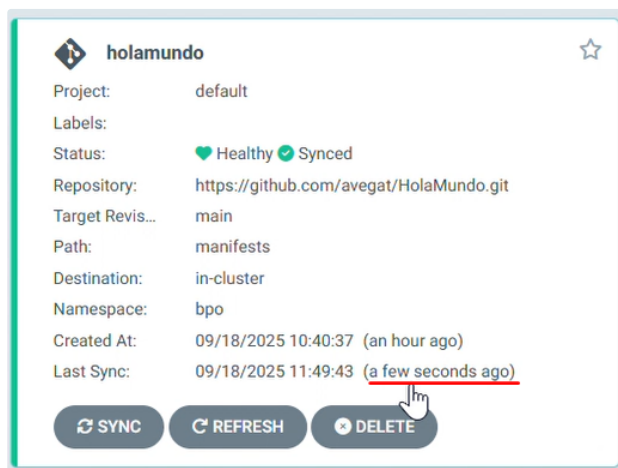 holamundo
Project: default
Labels:
Status: Healthy Synced
Repository: https://github.com/avegat/HolaMundo.git
Target Revis... main
Path: manifests
Destination: in-cluster
Namespace: bpo
Created At: 09/18/2025 10:40:37 (an hour ago)
Last Sync: 09/18/2025 11:49:43 (a few seconds ago)
SYNC REFRESH DELETE